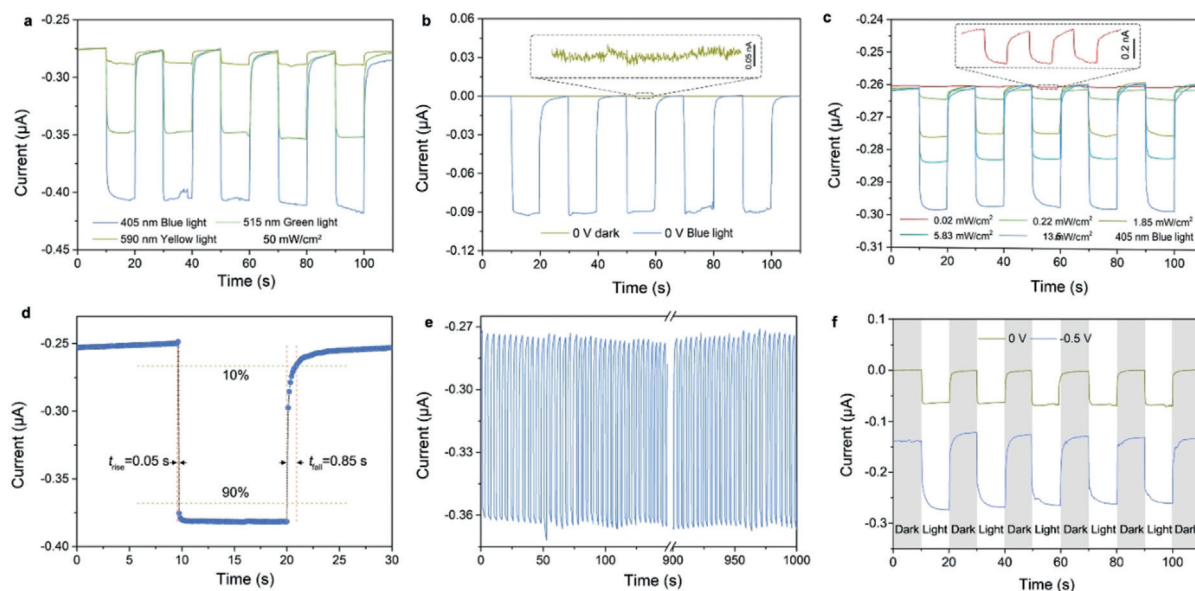 a
-0.25
-0.30
-0.35
-0.40
-0.45
Current (μA)
405 nm Blue light
515 nm Green light
590 nm Yellow light
50 mW/cm²
0 20 40 60 80 100
Time (s)
b
0.06
0.03
0.00
-0.03
-0.06
-0.09
-0.12
Current (μA)
0.05 nA
0 V dark
0 V Blue light
0 20 40 60 80 100
Time (s)
c
-0.24
-0.25
-0.26
-0.27
-0.28
-0.29
-0.30
-0.31
Current (μA)
0.2 nA
0.02 mW/cm²
0.22 mW/cm²
1.85 mW/cm²
5.83 mW/cm²
405 nm Blue light
0 20 40 60 80 100
Time (s)
d
-0.25
-0.30
-0.35
-0.40
Current (μA)
10%
trise=0.05 s
tfall=0.85 s
90%
0 5 10 15 20 25 30
Time (s)
e
-0.27
-0.30
-0.33
-0.36
Current (μA)
0 50 100 900 950 1000
Time (s)
f
0.1
0.0
-0.1
-0.2
-0.3
Current (μA)
0 V
-0.5 V
Dark Light Dark Light Dark Light Dark Light Dark Light Dark
0 20 40 60 80 100
Time (s)